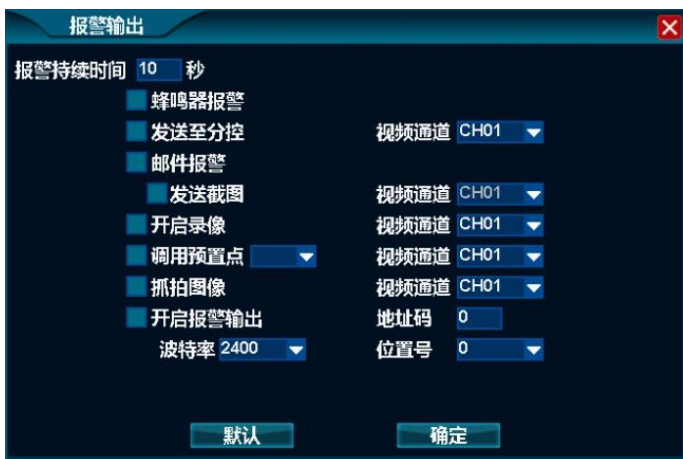 报警输出
报警持续时间 10 秒
蜂鸣器报警
发送至分控 视频通道 CH01
邮件报警
发送截图 视频通道 CH01
开启录像 视频通道 CH01
调用预置点 视频通道 CH01
抓拍图像 视频通道 CH01
开启报警输出 地址码 0
波特率 2400 位置号 0
默认 确定